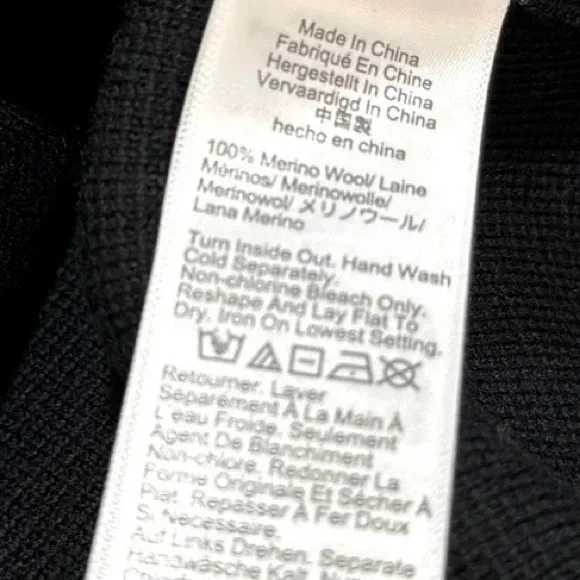 Made In China
Fabriqué En Chine
Hergestellt In China
Vervaardigd In China
中国製
hecho en china
100% Merino Wool/ Laine
Mérinos/ Merinowolle/
Merinowol/ メリノウール/
Lana Merino
Turn Inside Out. Hand Wash
Cold Separately.
Non-chlorine Bleach Only.
Reshape And Lay Flat To
Dry. Iron On Lowest Setting.
Retourner. Laver
Séparément À La Main À
L'eau Froide. Seulement
Agent De Blanchiment
Non-chlore. Redonner La
Forme Originale Et Sécher À
Plat. Repasser À Fer Doux
Si Necessaire.
Auf Links Drehen. Separate
Handwäsche Kalt.